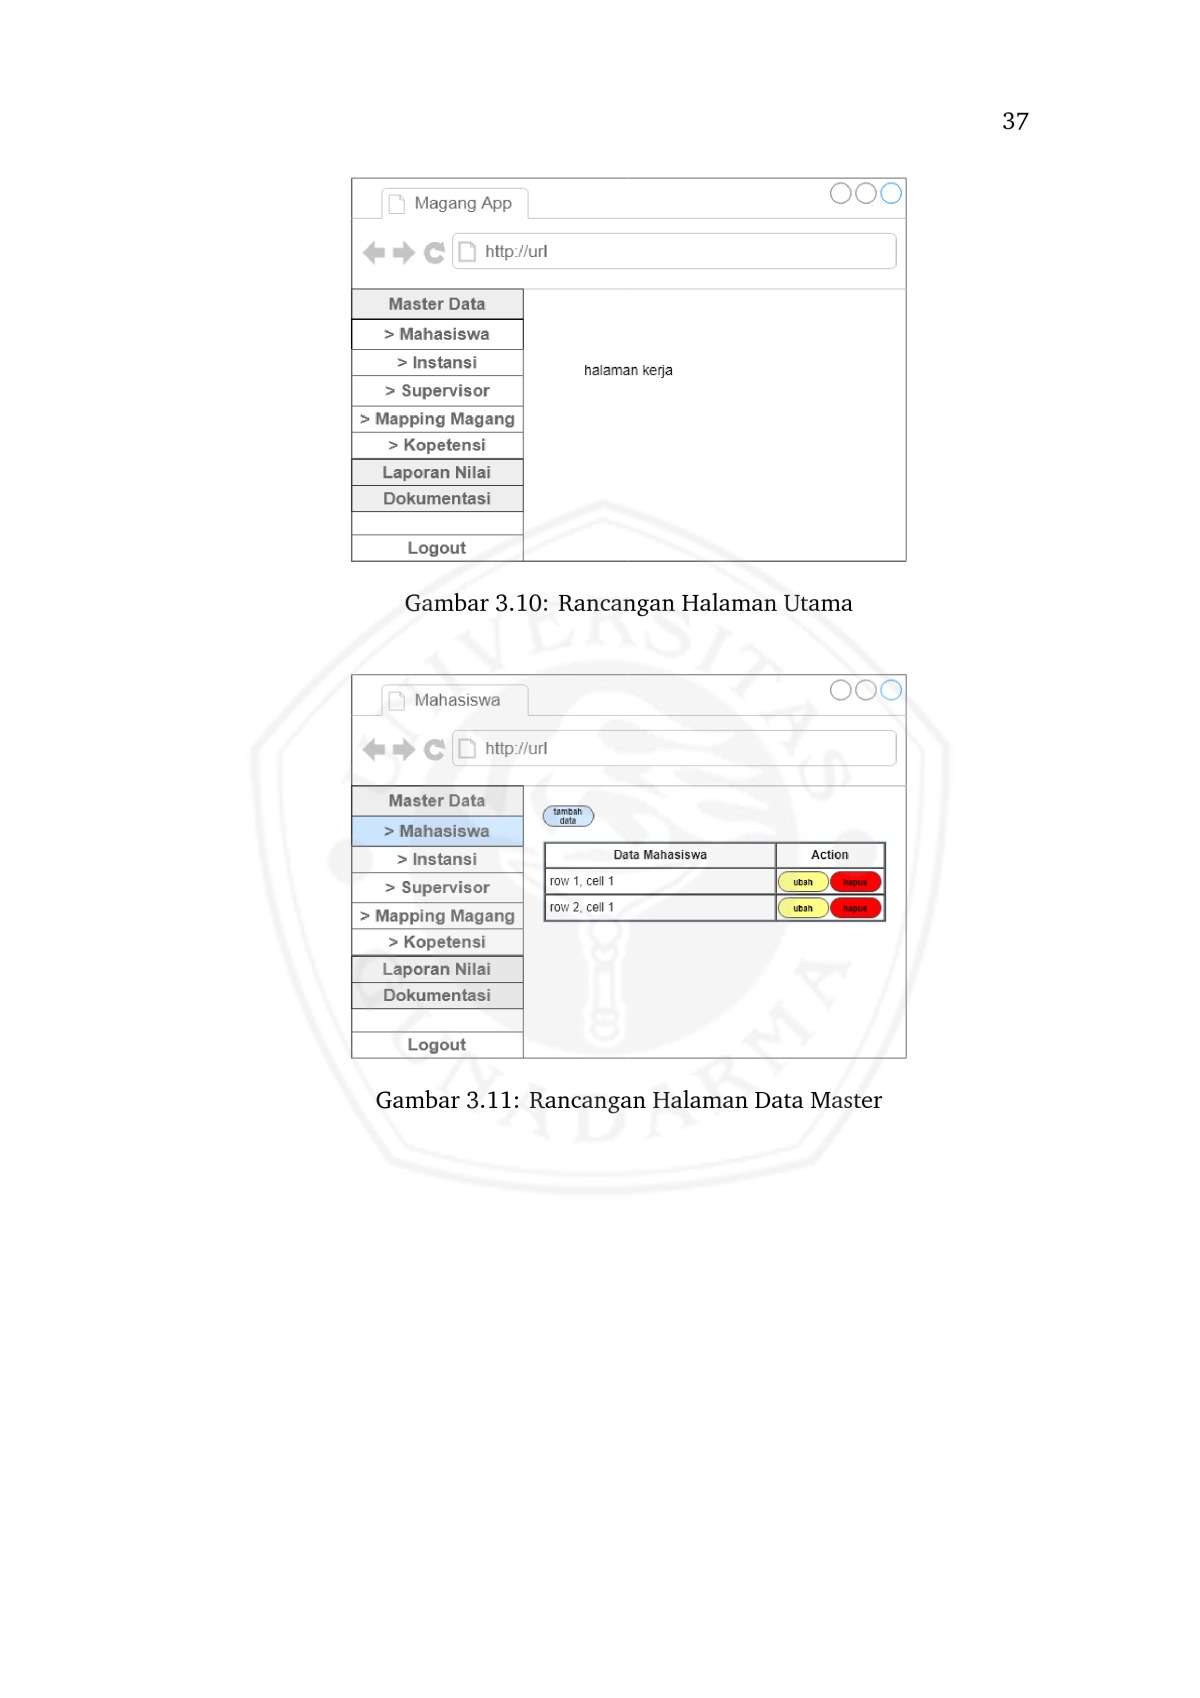 37
Magang App
http://url
Master Data
> Mahasiswa
> Instansi
> Supervisor
> Mapping Magang
> Kopetensi
Laporan Nilai
Dokumentasi
Logout
halaman kerja
Gambar 3.10: Rancangan Halaman Utama
Mahasiswa
http://url
Master Data
> Mahasiswa
> Instansi
> Supervisor
> Mapping Magang
> Kopetensi
Laporan Nilai
Dokumentasi
Logout
tambah
data
Data Mahasiswa Action
row 1, cell 1 ubah hapus
row 2, cell 1 ubah hapus
Gambar 3.11: Rancangan Halaman Data Master
UNIVERSITAS
GUNADARMA